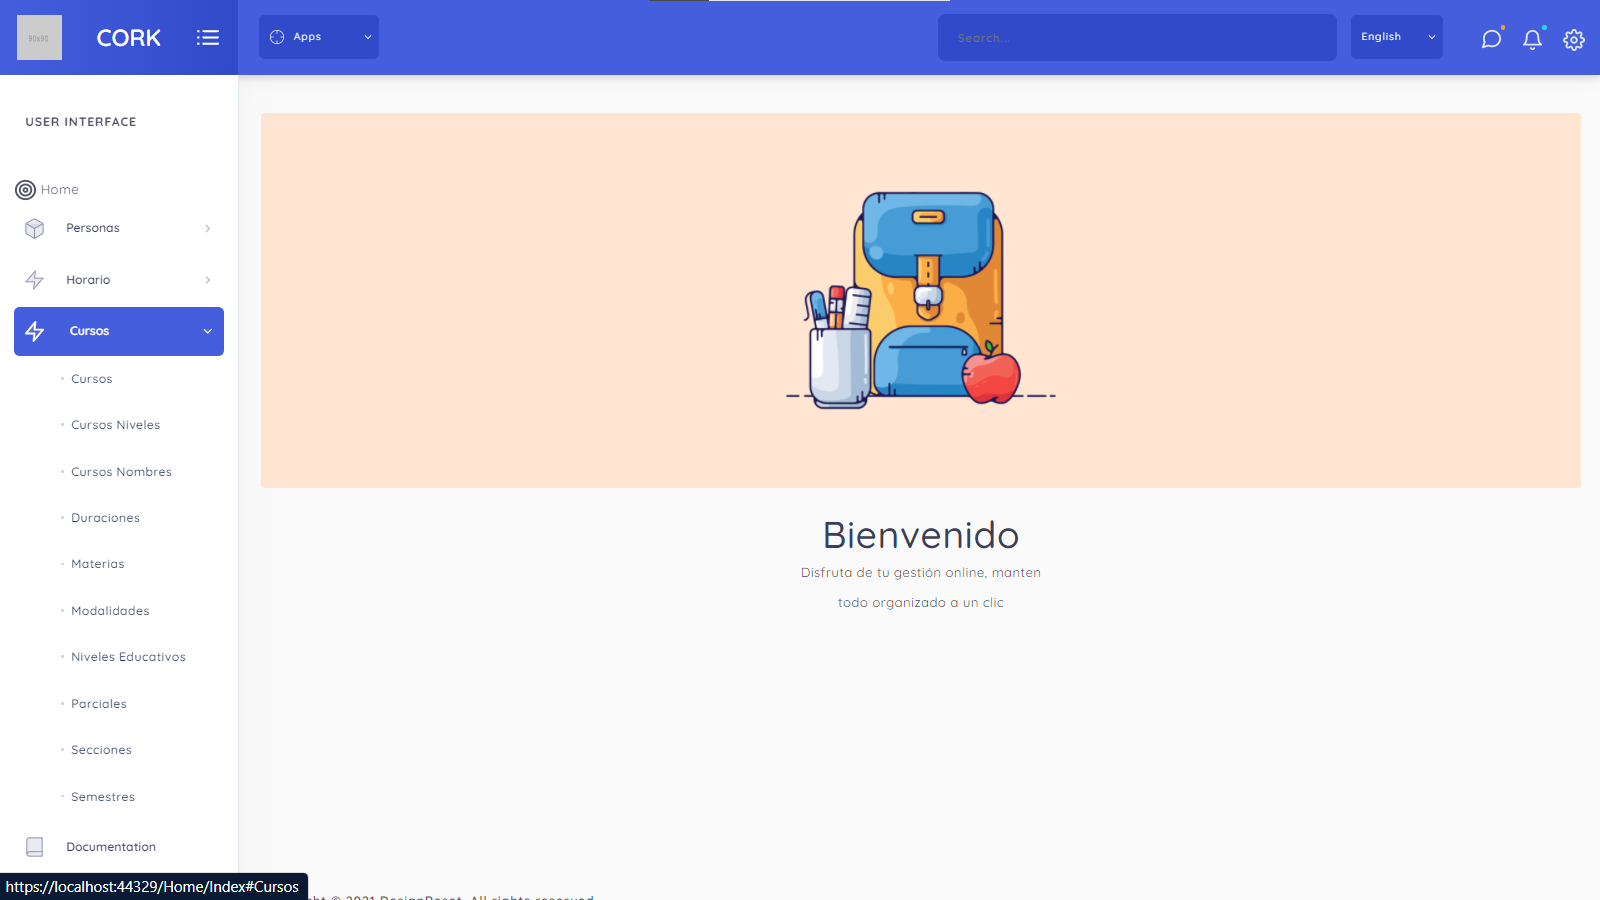 90x90
CORK
Apps
Search...
English
USER INTERFACE
Home
Personas
Horario
Cursos
Cursos
Cursos Niveles
Cursos Nombres
Duraciones
Materias
Modalidades
Niveles Educativos
Parciales
Secciones
Semestres
Documentation
Bienvenido
Disfruta de tu gestión online, manten
todo organizado a un clic
https://localhost:44329/Home/Index#Cursos
© 2021 DesignReset, All rights reserved